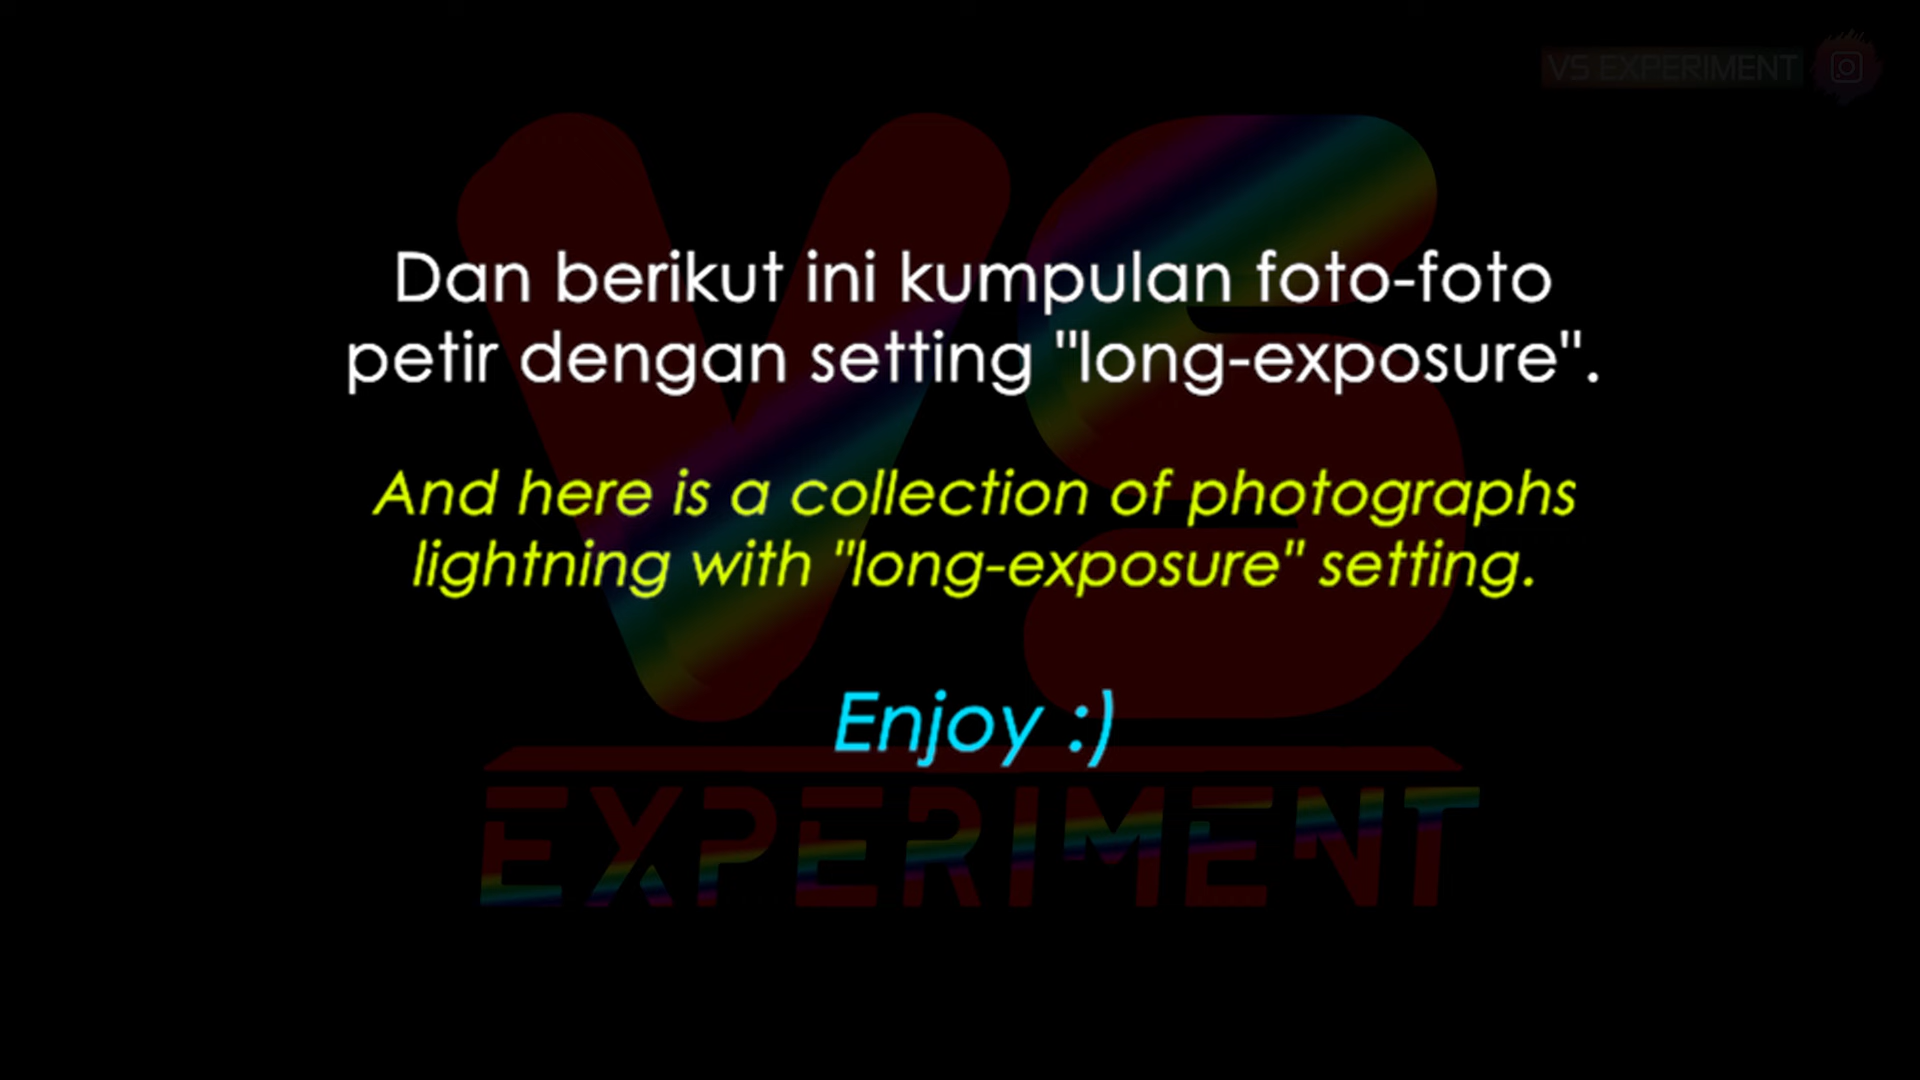 VS EXPERIMENT
VS
Dan berikut ini kumpulan foto-foto
petir dengan setting "long-exposure".
And here is a collection of photographs
lightning with "long-exposure" setting.
Enjoy :)
EXPERIMENT